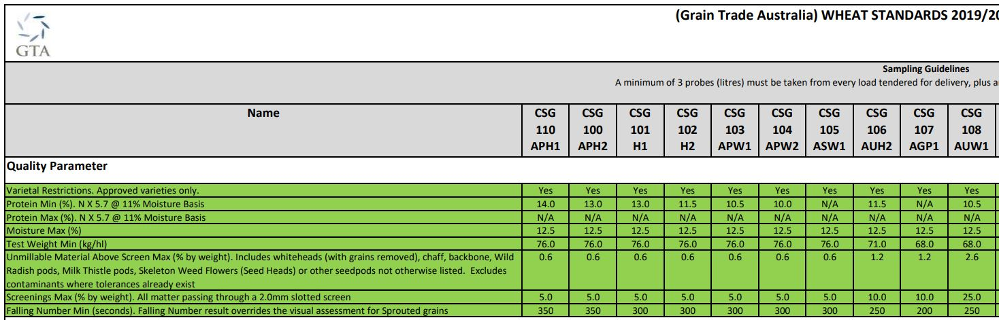 GTA
(Grain Trade Australia) WHEAT STANDARDS 2019/20
Sampling Guidelines
A minimum of 3 probes (litres) must be taken from every load tendered for delivery, plus
Name CSG 110 APH1 CSG 100 APH2 CSG 101 H1 CSG 102 H2 CSG 103 APW1 CSG 104 APW2 CSG 105 ASW1 CSG 106 AUH2 CSG 107 AGP1 CSG 108 AUW1
Quality Parameter
Varietal Restrictions. Approved varieties only. Yes Yes Yes Yes Yes Yes Yes Yes Yes Yes
Protein Min (%). N X 5.7 @ 11% Moisture Basis 14.0 13.0 13.0 11.5 10.5 10.0 N/A 11.5 N/A 10.5
Protein Max (%). N X 5.7 @ 11% Moisture Basis N/A N/A N/A N/A N/A N/A N/A N/A N/A N/A
Moisture Max (%) 12.5 12.5 12.5 12.5 12.5 12.5 12.5 12.5 12.5 12.5
Test Weight Min (kg/hl) 76.0 76.0 76.0 76.0 76.0 76.0 76.0 71.0 68.0 68.0
Unmillable Material Above Screen Max (% by weight). Includes whiteheads (with grains removed), chaff, backbone, Wild 0.6 0.6 0.6 0.6 0.6 0.6 0.6 1.2 1.2 2.6
Radish pods, Milk Thistle pods, Skeleton Weed Flowers (Seed Heads) or other seedpods not otherwise listed. Excludes
contaminants where tolerances already exist
Screenings Max (% by weight). All matter passing through a 2.0mm slotted screen 5.0 5.0 5.0 5.0 5.0 5.0 5.0 10.0 10.0 25.0
Falling Number Min (seconds). Falling Number result overrides the visual assessment for Sprouted grains 350 350 300 300 300 300 300 250 200 250